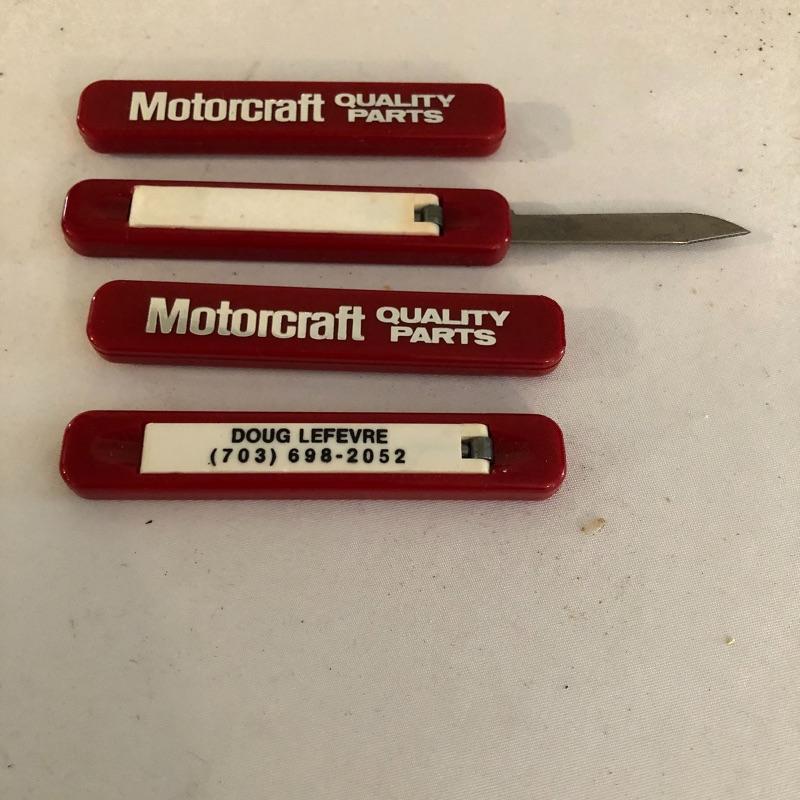 Motorcraft QUALITY PARTS
Motorcraft QUALITY PARTS
DOUG LEFEVRE
(703) 698-2052